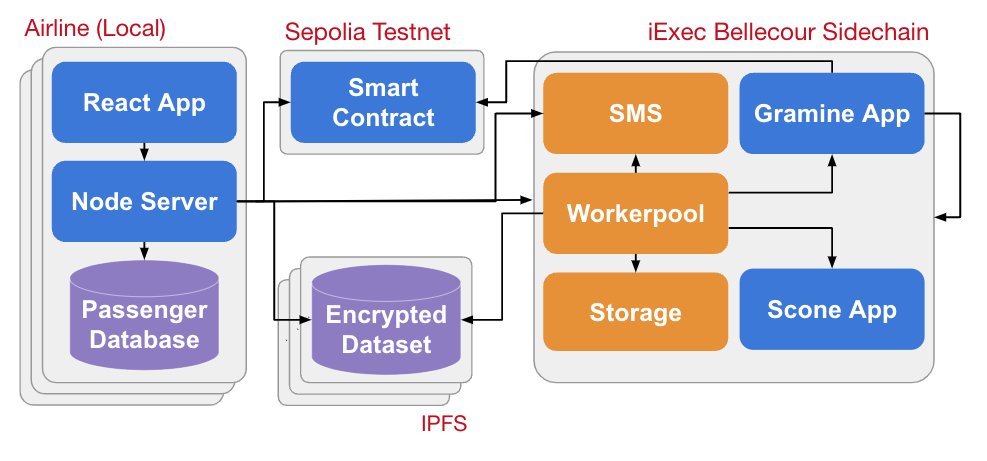 Airline (Local)
React App
Node Server
Passenger
Database
Sepolia Testnet
Smart
Contract
Encrypted
Dataset
IPFS
iExec Bellecour Sidechain
SMS
Gramine App
Workerpool
Storage
Scone App